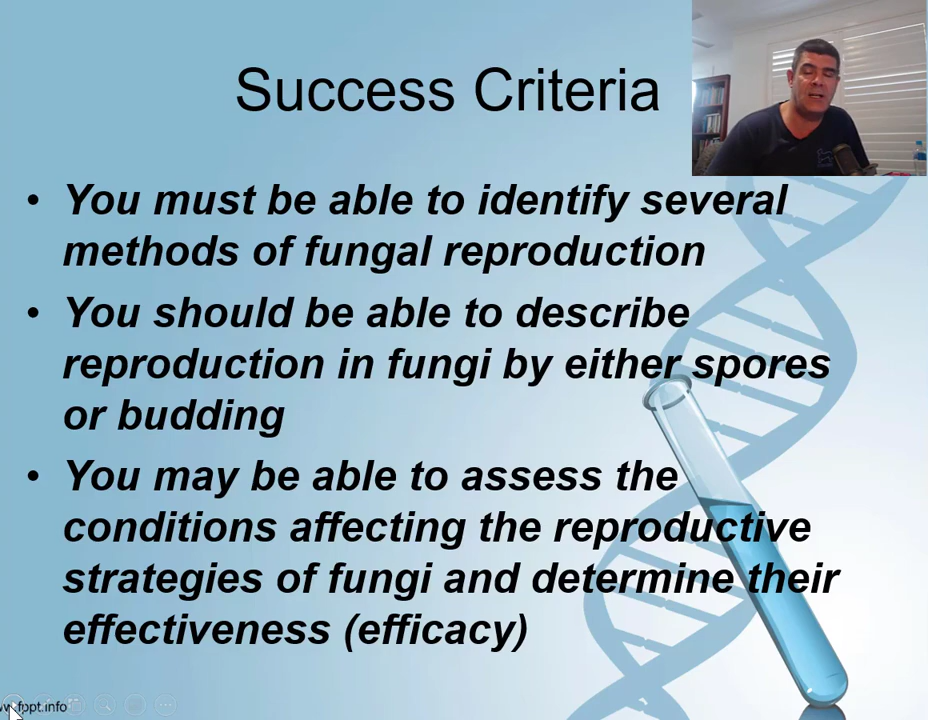 Success Criteria
• You must be able to identify several
methods of fungal reproduction
• You should be able to describe
reproduction in fungi by either spores
or budding
• You may be able to assess the
conditions affecting the reproductive
strategies of fungi and determine their
effectiveness (efficacy)
fppt.info